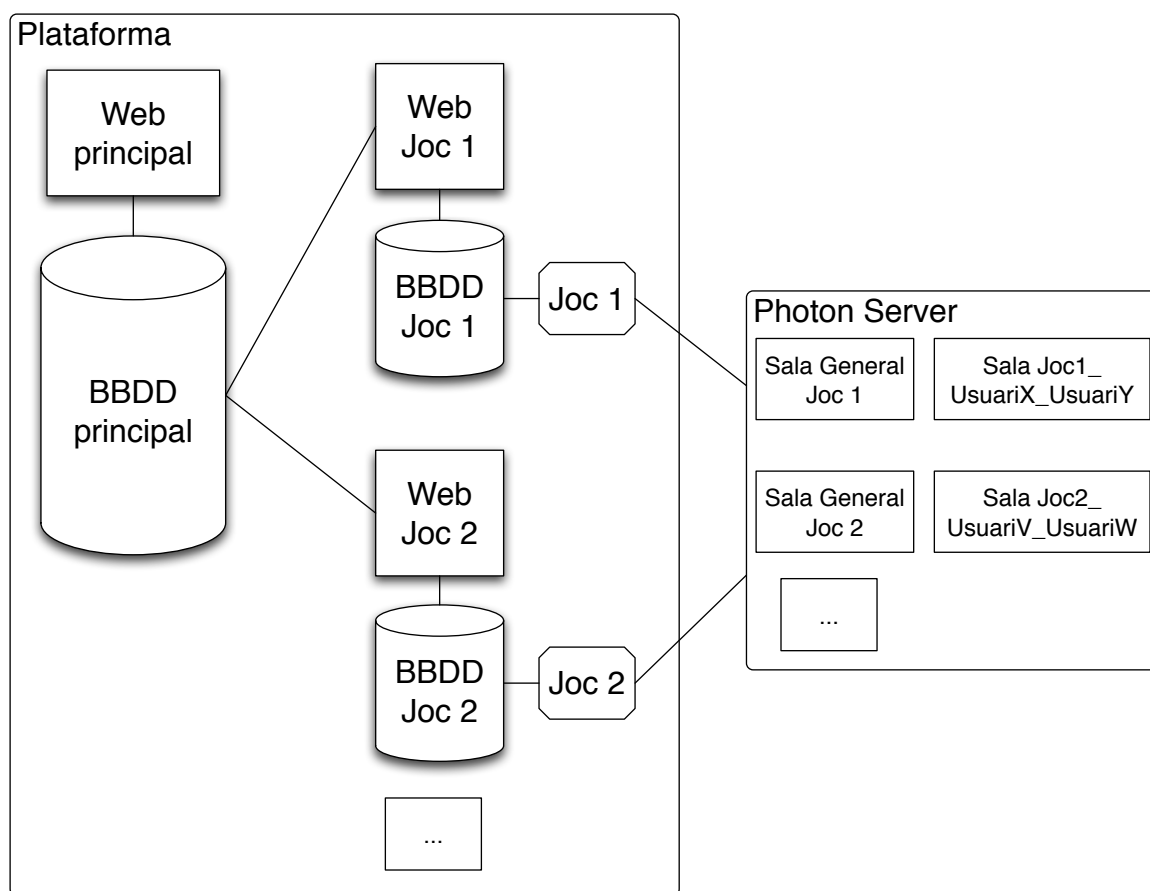 Plataforma
Web
principal
BBDD
principal
Web
Joc 1
BBDD
Joc 1
Joc 1
Web
Joc 2
BBDD
Joc 2
Joc 2
...
Photon Server
Sala General
Joc 1
Sala Joc1_
UsuariX_UsuariY
Sala General
Joc 2
Sala Joc2_
UsuariV_UsuariW
...